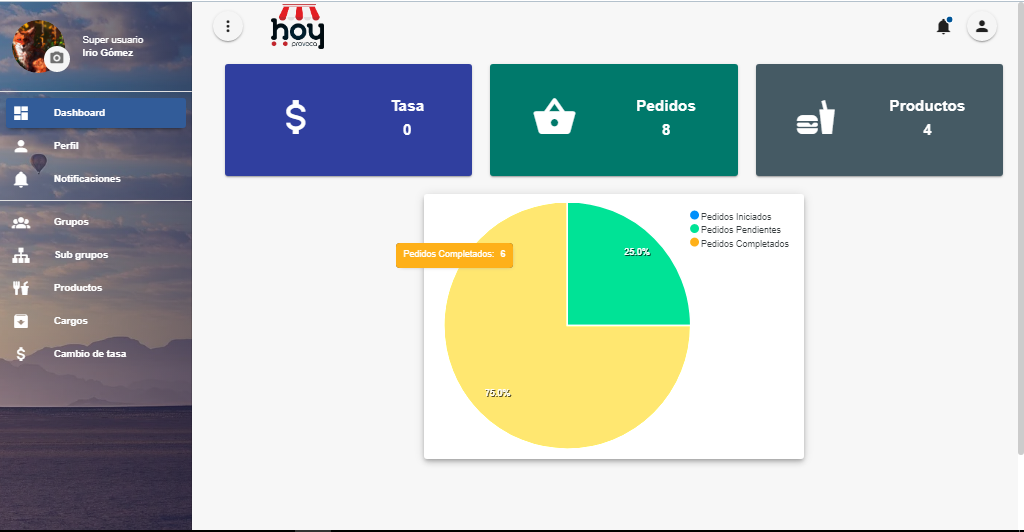 Super usuario
Irio Gómez
Dashboard
Perfil
Notificaciones
Grupos
Sub grupos
Productos
Cargos
Cambio de tasa
hoy
provoca
Tasa
0
Pedidos
8
Productos
4
Pedidos Iniciados
Pedidos Pendientes
Pedidos Completados
Pedidos Completados: 6
25.0%
75.0%